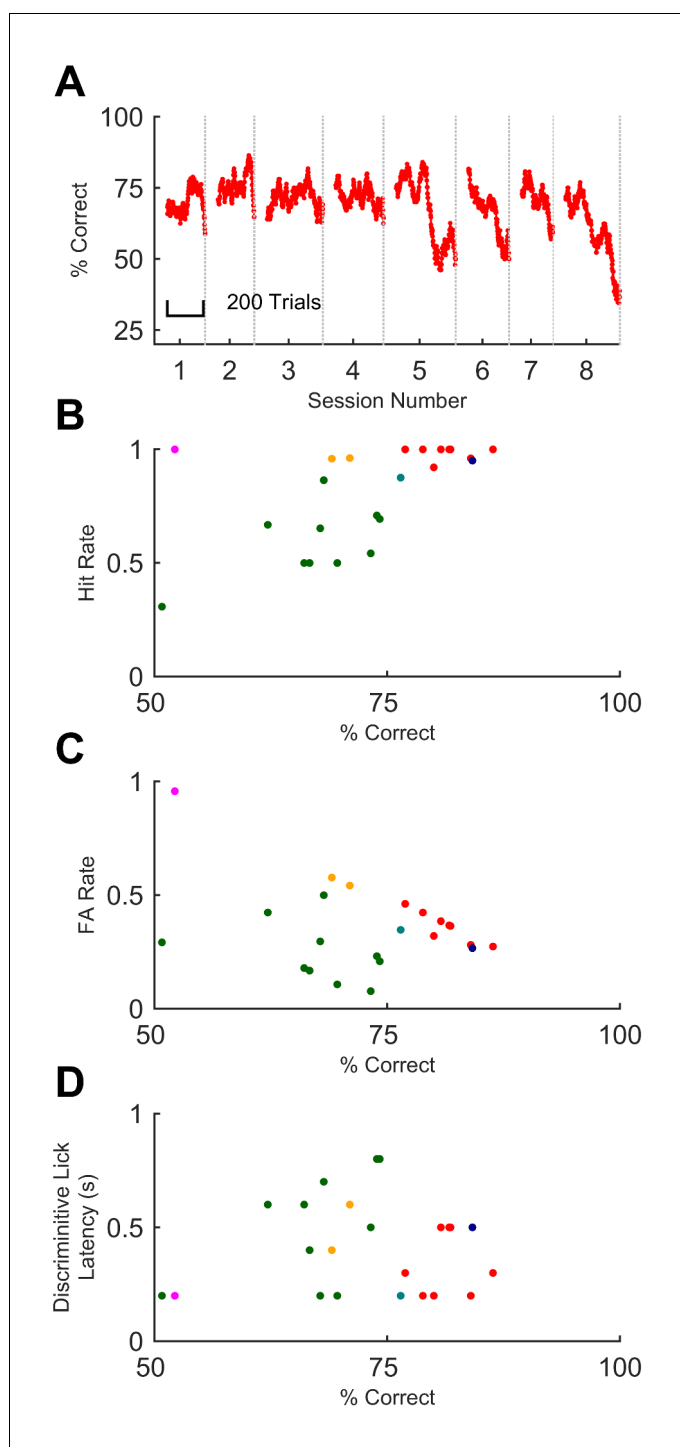 A
100
75
50
25
% Correct
200 Trials
1 2 3 4 5 6 7 8
Session Number
B
1
0.5
0
Hit Rate
50 75 100
% Correct
C
1
0.5
0
FA Rate
50 75 100
% Correct
D
1
0.5
0
Discriminitive Lick
Latency (s)
50 75 100
% Correct